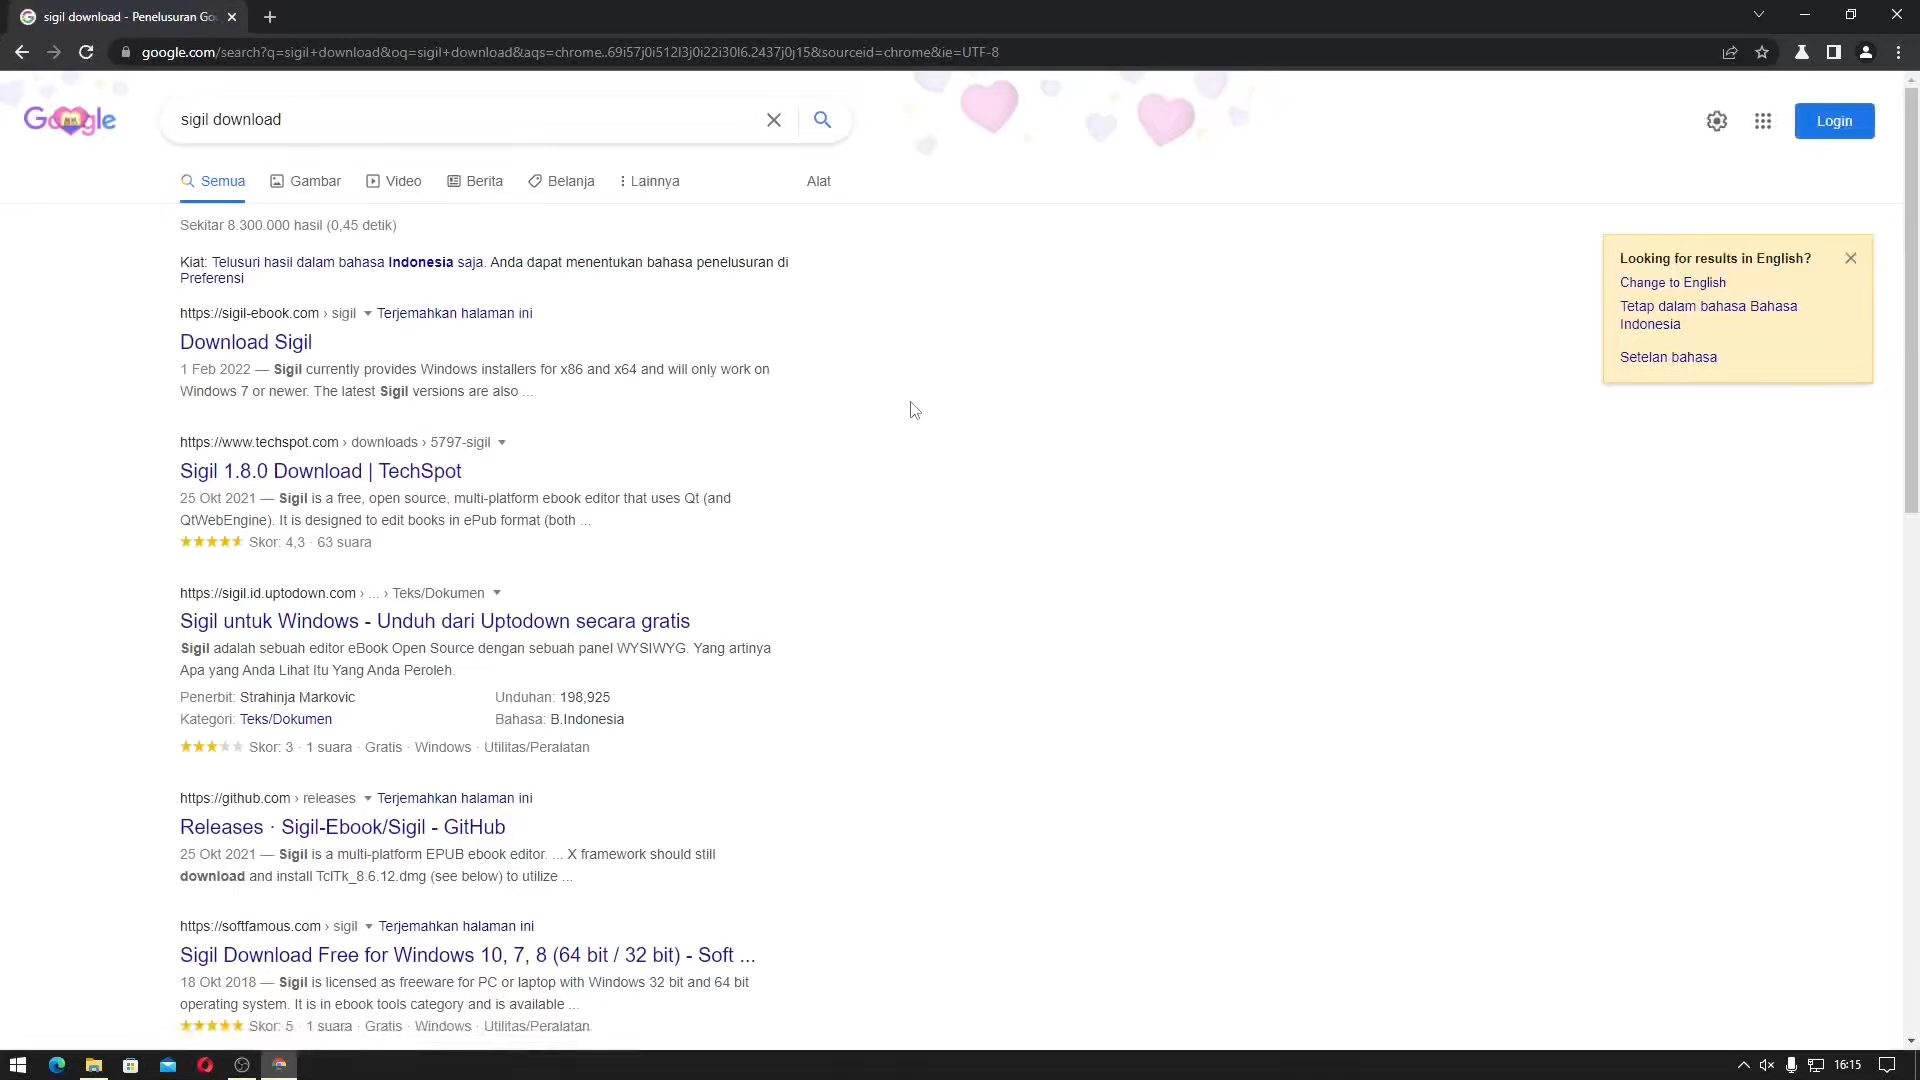 sigil download - Penelusuran Go
google.com/search?q=sigil+download&oq=sigil+download&aqs=chrome..69i57j0i512l3j0i22i30l6.2437j0j15&sourceid=chrome&ie=UTF-8
Google
sigil download
Login
Semua
Gambar
Video
Berita
Belanja
Lainnya
Alat
Sekitar 8.300.000 hasil (0,45 detik)
Kiat: Telusuri hasil dalam bahasa Indonesia saja. Anda dapat menentukan bahasa penelusuran di
Preferensi
https://sigil-ebook.com › sigil Terjemahkan halaman ini
Download Sigil
1 Feb 2022 — Sigil currently provides Windows installers for x86 and x64 and will only work on
Windows 7 or newer. The latest Sigil versions are also ...
https://www.techspot.com › downloads › 5797-sigil
Sigil 1.8.0 Download | TechSpot
25 Okt 2021 — Sigil is a free, open source, multi-platform ebook editor that uses Qt (and
QtWebEngine). It is designed to edit books in ePub format (both ...
Skor: 4,3 · 63 suara
https://sigil.id.uptodown.com › ... › Teks/Dokumen
Sigil untuk Windows - Unduh dari Uptodown secara gratis
Sigil adalah sebuah editor eBook Open Source dengan sebuah panel WYSIWYG. Yang artinya
Apa yang Anda Lihat Itu Yang Anda Peroleh.
Penerbit: Strahinja Markovic
Unduhan: 198,925
Kategori: Teks/Dokumen
Bahasa: B.Indonesia
Skor: 3 · 1 suara · Gratis · Windows · Utilitas/Peralatan
https://github.com › releases Terjemahkan halaman ini
Releases · Sigil-Ebook/Sigil - GitHub
25 Okt 2021 — Sigil is a multi-platform EPUB ebook editor. ... X framework should still
download and install TclTk_8.6.12.dmg (see below) to utilize ...
https://softfamous.com › sigil Terjemahkan halaman ini
Sigil Download Free for Windows 10, 7, 8 (64 bit / 32 bit) - Soft ...
18 Okt 2018 — Sigil is licensed as freeware for PC or laptop with Windows 32 bit and 64 bit
operating system. It is in ebook tools category and is available ...
Skor: 5 · 1 suara · Gratis · Windows · Utilitas/Peralatan
Looking for results in English?
Change to English
Tetap dalam bahasa Bahasa
Indonesia
Setelan bahasa
16:15